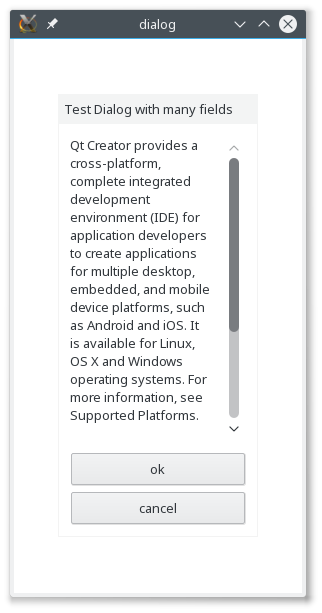 dialog
Test Dialog with many fields
Qt Creator provides a
cross-platform,
complete integrated
development
environment (IDE) for
application developers
to create applications
for multiple desktop,
embedded, and mobile
device platforms, such
as Android and iOS. It
is available for Linux,
OS X and Windows
operating systems. For
more information, see
Supported Platforms.
ok
cancel